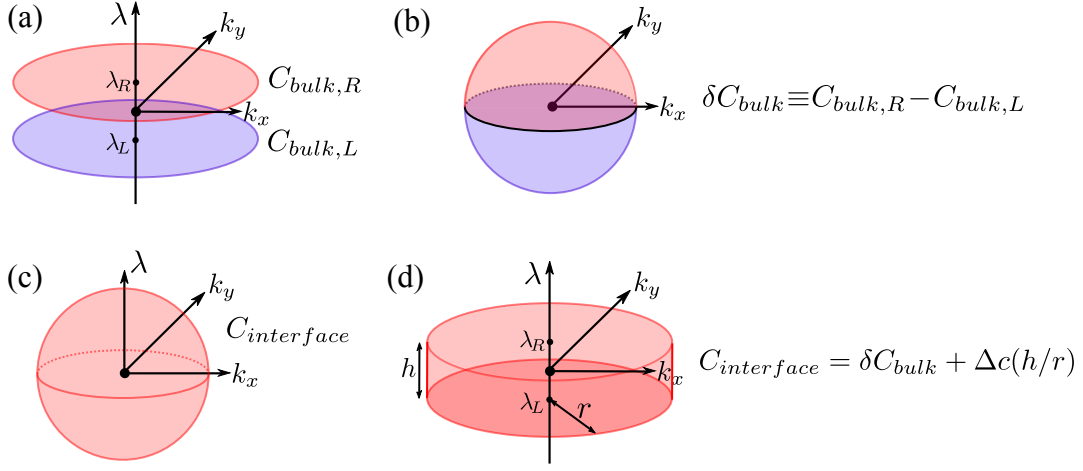 (a)
λ
k_y
λ_R
C_{bulk,R}
k_x
λ_L
C_{bulk,L}
(b)
k_y
k_x
δC_{bulk}≡C_{bulk,R}−C_{bulk,L}
(c)
λ
k_y
C_{interface}
k_x
(d)
λ
k_y
λ_R
h
k_x
λ_L
r
C_{interface} = δC_{bulk} + Δc(h/r)